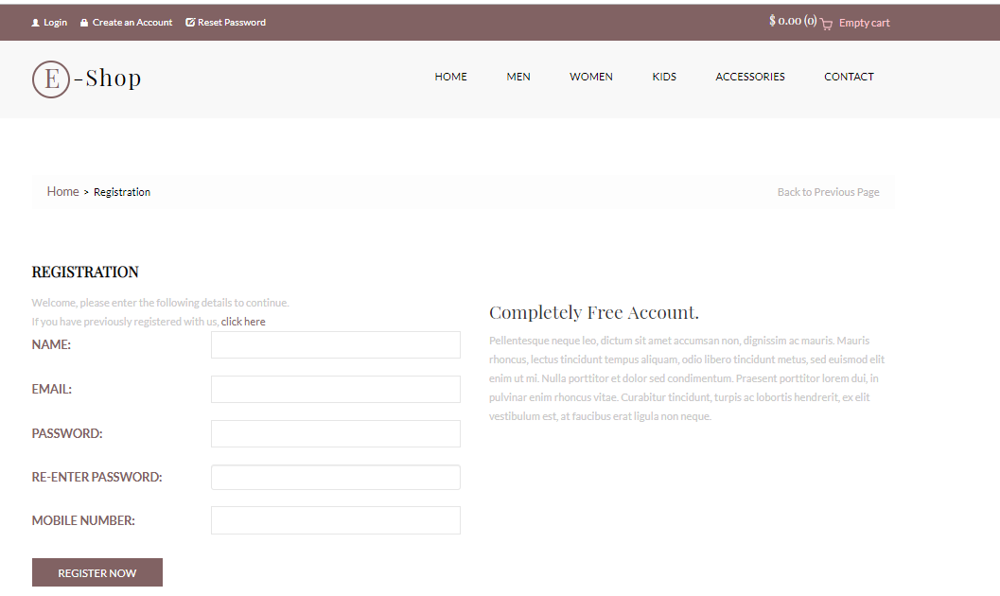 Login Create an Account Reset Password $ 0.00 (0) Empty cart
E -Shop HOME MEN WOMEN KIDS ACCESSORIES CONTACT
Home > Registration Back to Previous Page
REGISTRATION
Welcome, please enter the following details to continue.
If you have previously registered with us, click here
NAME:
EMAIL:
PASSWORD:
RE-ENTER PASSWORD:
MOBILE NUMBER:
REGISTER NOW
Completely Free Account.
Pellentesque neque leo, dictum sit amet accumsan non, dignissim ac mauris. Mauris
rhoncus, lectus tincidunt tempus aliquam, odio libero tincidunt metus, sed euismod elit
enim ut mi. Nulla porttitor et dolor sed condimentum. Praesent porttitor lorem dui, in
pulvinar enim rhoncus vitae. Curabitur tincidunt, turpis ac lobortis hendrerit, ex elit
vestibulum est, at faucibus erat ligula non neque.